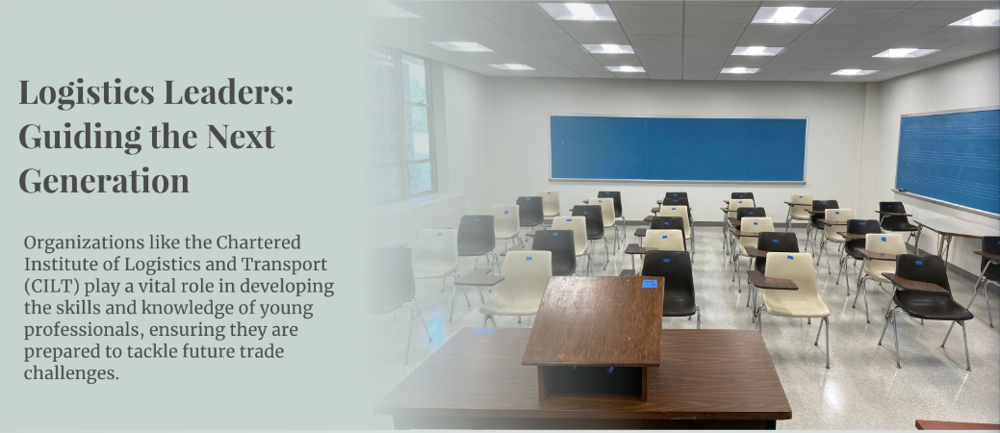 Logistics Leaders:
Guiding the Next
Generation
Organizations like the Chartered
Institute of Logistics and Transport
(CILT) play a vital role in developing
the skills and knowledge of young
professionals, ensuring they are
prepared to tackle future trade
challenges.